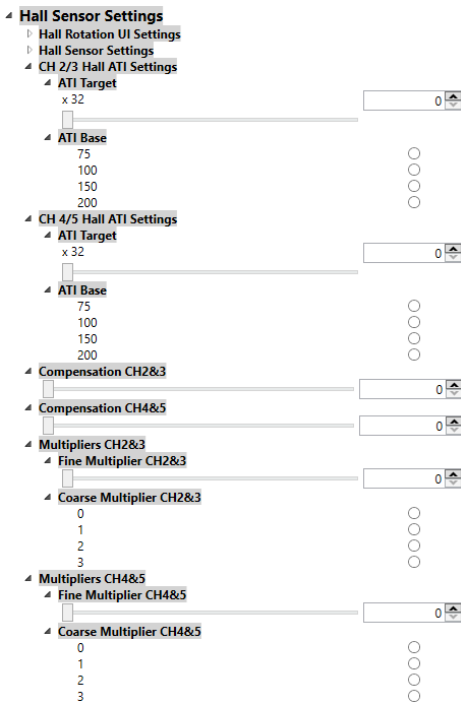 Hall Sensor Settings
Hall Rotation UI Settings
Hall Sensor Settings
CH 2/3 Hall ATI Settings
ATI Target
x 32 0
ATI Base
75
100
150
200
CH 4/5 Hall ATI Settings
ATI Target
x 32 0
ATI Base
75
100
150
200
Compensation CH2&3
0
Compensation CH4&5
0
Multipliers CH2&3
Fine Multiplier CH2&3
0
Coarse Multiplier CH2&3
0
1
2
3
Multipliers CH4&5
Fine Multiplier CH4&5
0
Coarse Multiplier CH4&5
0
1
2
3